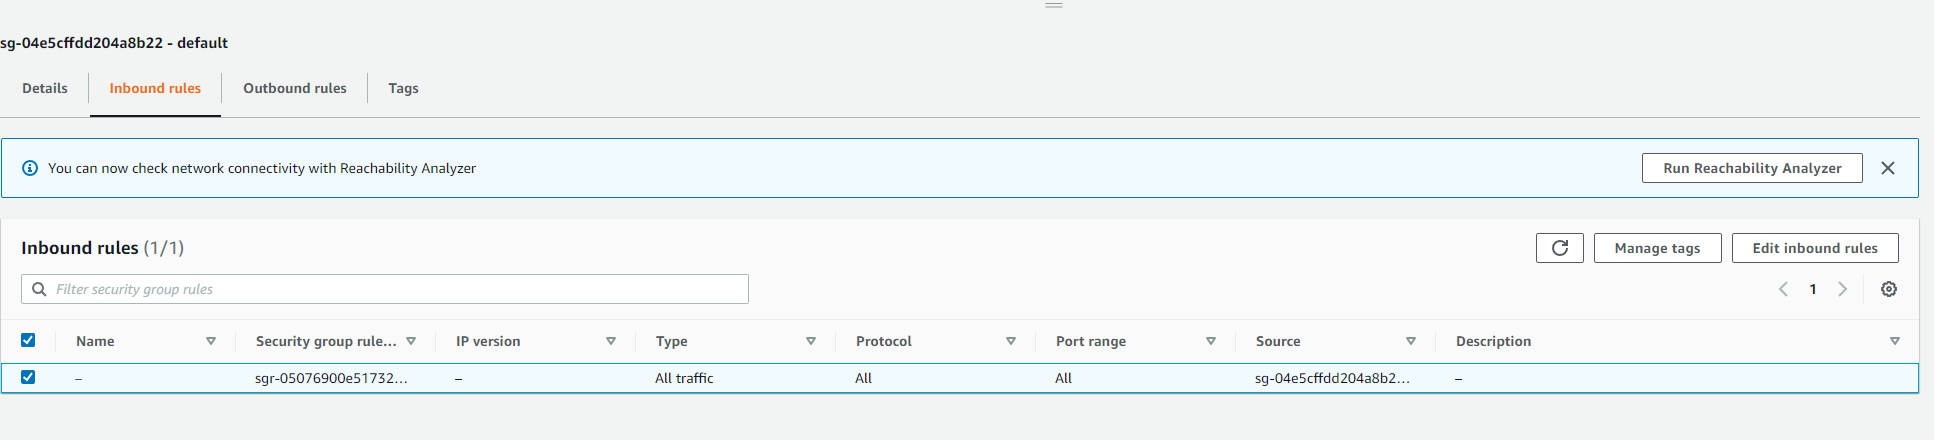 sg-04e5cffdd204a8b22 - default
Details Inbound rules Outbound rules Tags
You can now check network connectivity with Reachability Analyzer Run Reachability Analyzer
Inbound rules (1/1) Manage tags Edit inbound rules
Filter security group rules 1
Name Security group rule... IP version Type Protocol Port range Source Description
– sgr-05076900e51732... – All traffic All All sg-04e5cffdd204a8b2... –